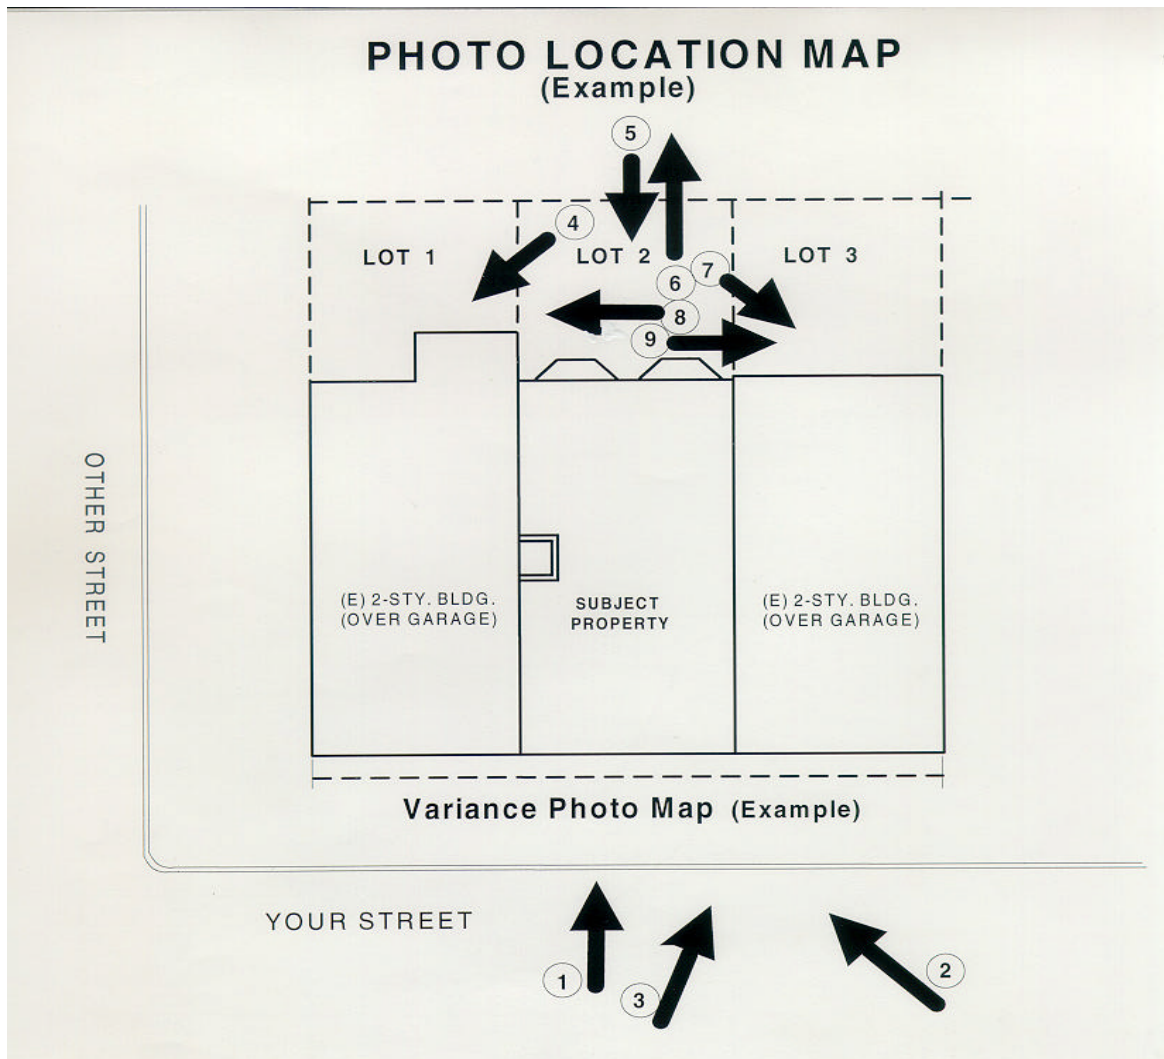 PHOTO LOCATION MAP
(Example)
5
4
LOT 1
LOT 2
LOT 3
6
7
8
9
OTHER STREET
(E) 2-STY. BLDG.
(OVER GARAGE)
SUBJECT
PROPERTY
(E) 2-STY. BLDG.
(OVER GARAGE)
Variance Photo Map (Example)
YOUR STREET
1
3
2